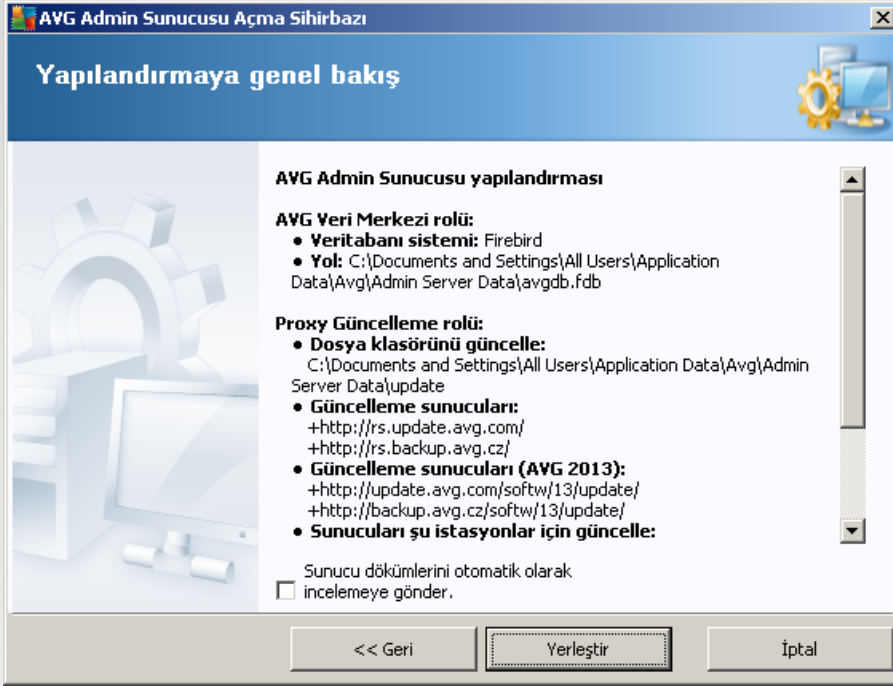 AVG Admin Sunucusu Açma Sihirbazı
Yapılandırmaya genel bakış
AVG Admin Sunucusu yapılandırması
AVG Veri Merkezi rolü:
● Veritabanı sistemi: Firebird
● Yol: C:\Documents and Settings\All Users\Application
Data\Avg\Admin Server Data\avgdb.fdb
Proxy Güncelleme rolü:
● Dosya klasörünü güncelle:
C:\Documents and Settings\All Users\Application Data\Avg\Admin
Server Data\update
● Güncelleme sunucuları:
+http://rs.update.avg.com/
+http://rs.backup.avg.cz/
● Güncelleme sunucuları (AVG 2013):
+http://update.avg.com/softw/13/update/
+http://backup.avg.cz/softw/13/update/
● Sunucuları şu istasyonlar için güncelle:
Sunucu dökümlerini otomatik olarak
incelemeye gönder.
<< Geri
Yerleştir
İptal